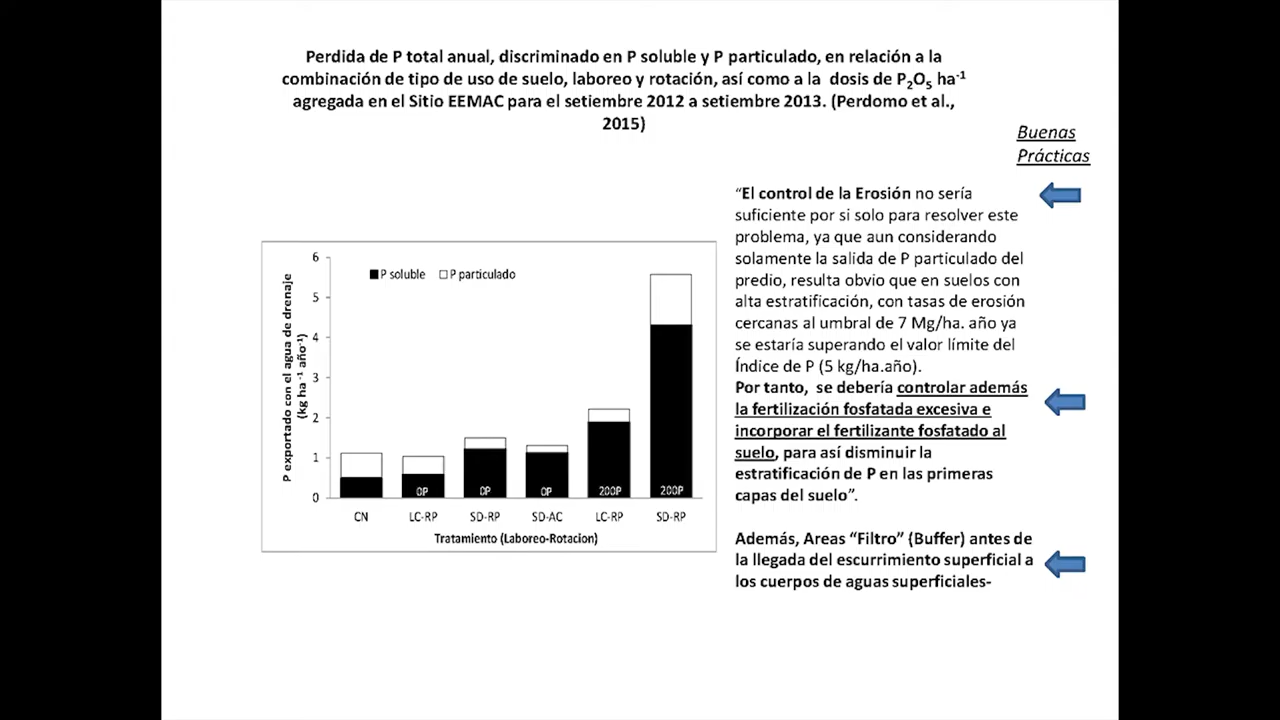 Perdida de P total anual, discriminado en P soluble y P particulado, en relación a la
combinación de tipo de uso de suelo, laboreo y rotación, así como a la dosis de P₂O₅ ha⁻¹
agregada en el Sitio EEMAC para el setiembre 2012 a setiembre 2013. (Perdomo et al.,
2015)
Buenas
Prácticas
“El control de la Erosión no sería
suficiente por si solo para resolver este
problema, ya que aun considerando
solamente la salida de P particulado del
predio, resulta obvio que en suelos con
alta estratificación, con tasas de erosión
cercanas al umbral de 7 Mg/ha. año ya
se estaría superando el valor límite del
Índice de P (5 kg/ha.año).
Por tanto, se debería controlar además
la fertilización fosfatada excesiva e
incorporar el fertilizante fosfatado al
suelo, para así disminuir la
estratificación de P en las primeras
capas del suelo”.
Además, Areas “Filtro” (Buffer) antes de
la llegada del escurrimiento superficial a
los cuerpos de aguas superficiales-
P exportado con el agua de drenaje
(kg ha⁻¹ año⁻¹)
6
5
4
3
2
1
0
P soluble
P particulado
0P
0P
0P
200P
200P
CN
LC-RP
SD-RP
SD-AC
LC-RP
SD-RP
Tratamiento (Laboreo-Rotacion)